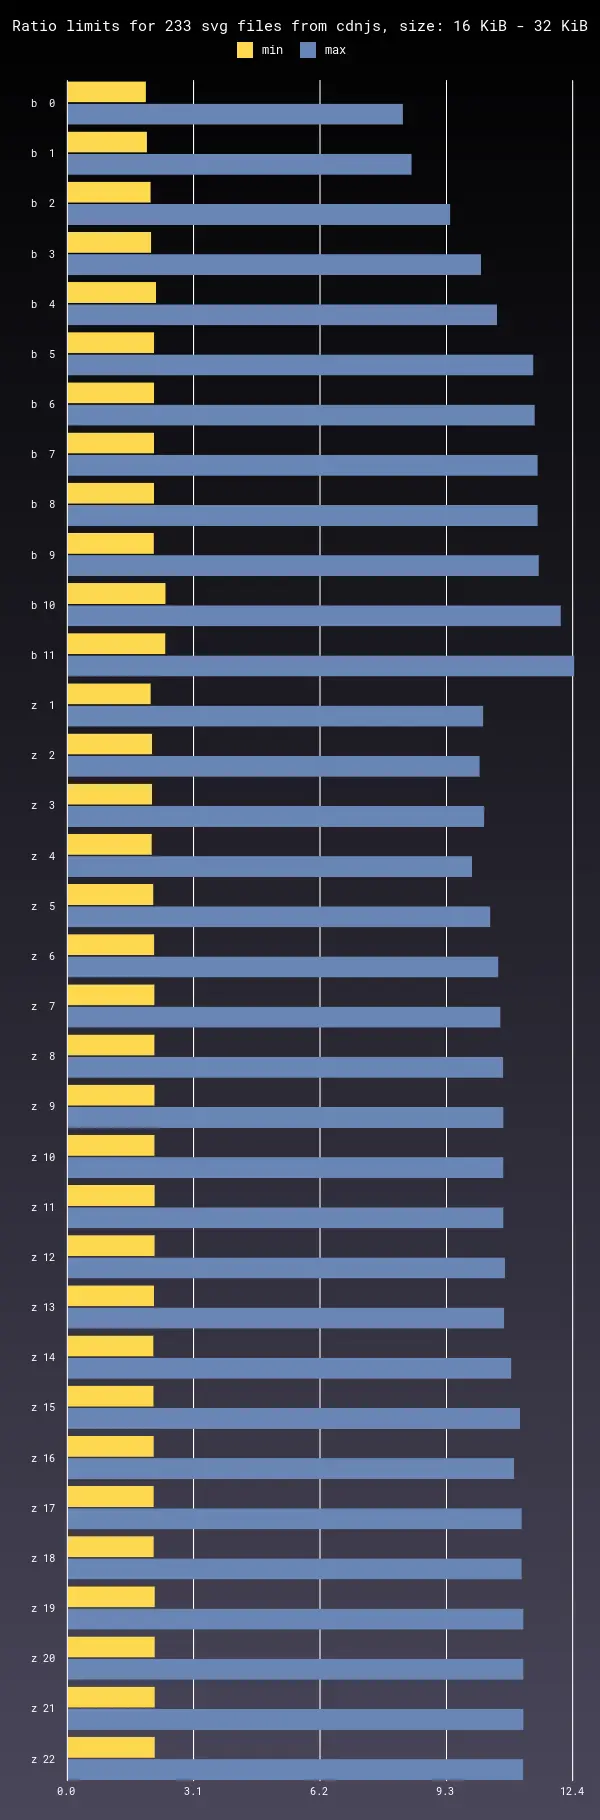 Ratio limits for 233 svg files from cdnjs, size: 16 KiB - 32 KiB
min max
b 0
b 1
b 2
b 3
b 4
b 5
b 6
b 7
b 8
b 9
b 10
b 11
z 1
z 2
z 3
z 4
z 5
z 6
z 7
z 8
z 9
z 10
z 11
z 12
z 13
z 14
z 15
z 16
z 17
z 18
z 19
z 20
z 21
z 22
0.0 3.1 6.2 9.3 12.4